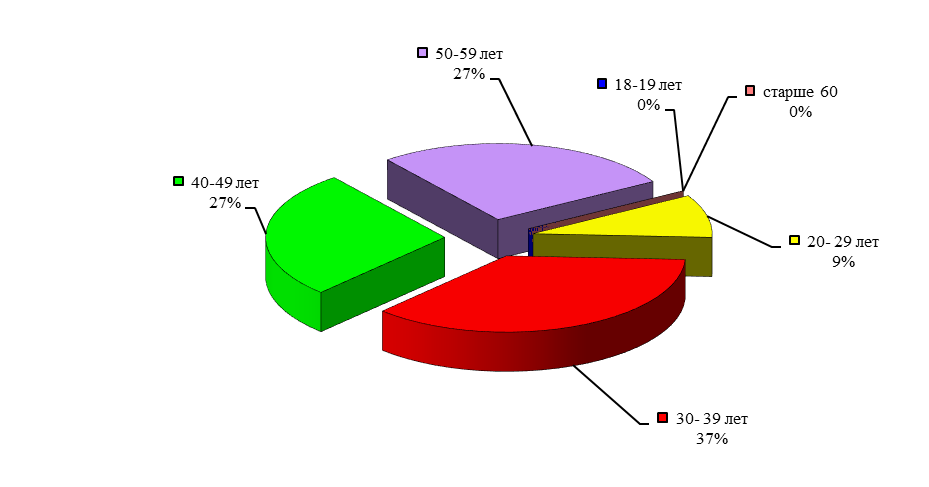 50-59 лет
27%
18-19 лет
0%
старше 60
0%
40-49 лет
27%
20- 29 лет
9%
30- 39 лет
37%